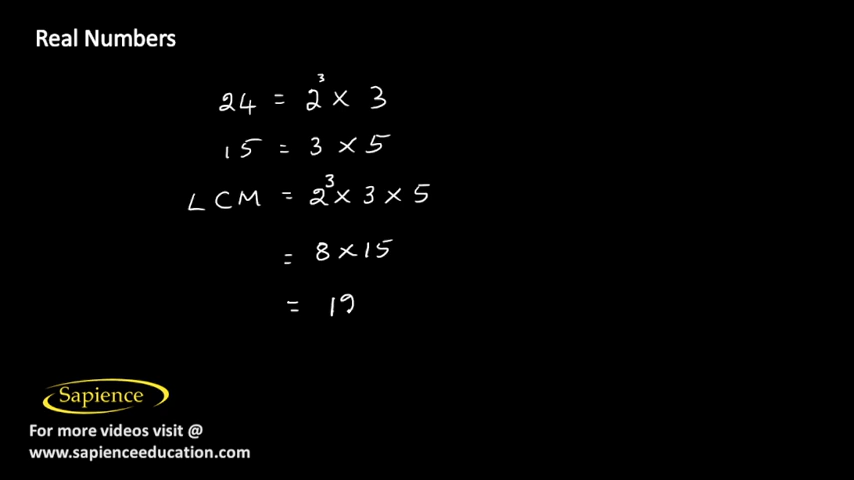 Real Numbers
24 = 2³ × 3
15 = 3 × 5
LCM = 2³ × 3 × 5
= 8 × 15
= 19
Sapience
For more videos visit @
www.sapienceeducation.com